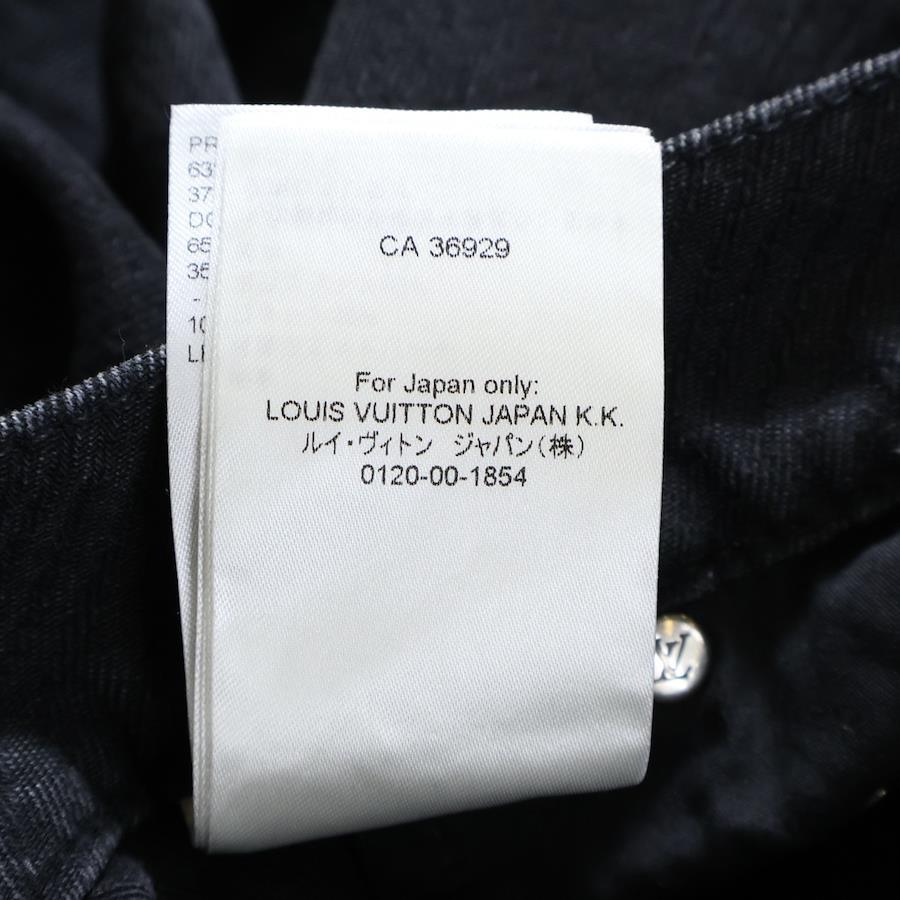 CA 36929
For Japan only:
LOUIS VUITTON JAPAN K.K.
ルイ・ヴィトン ジャパン(株)
0120-00-1854
LV